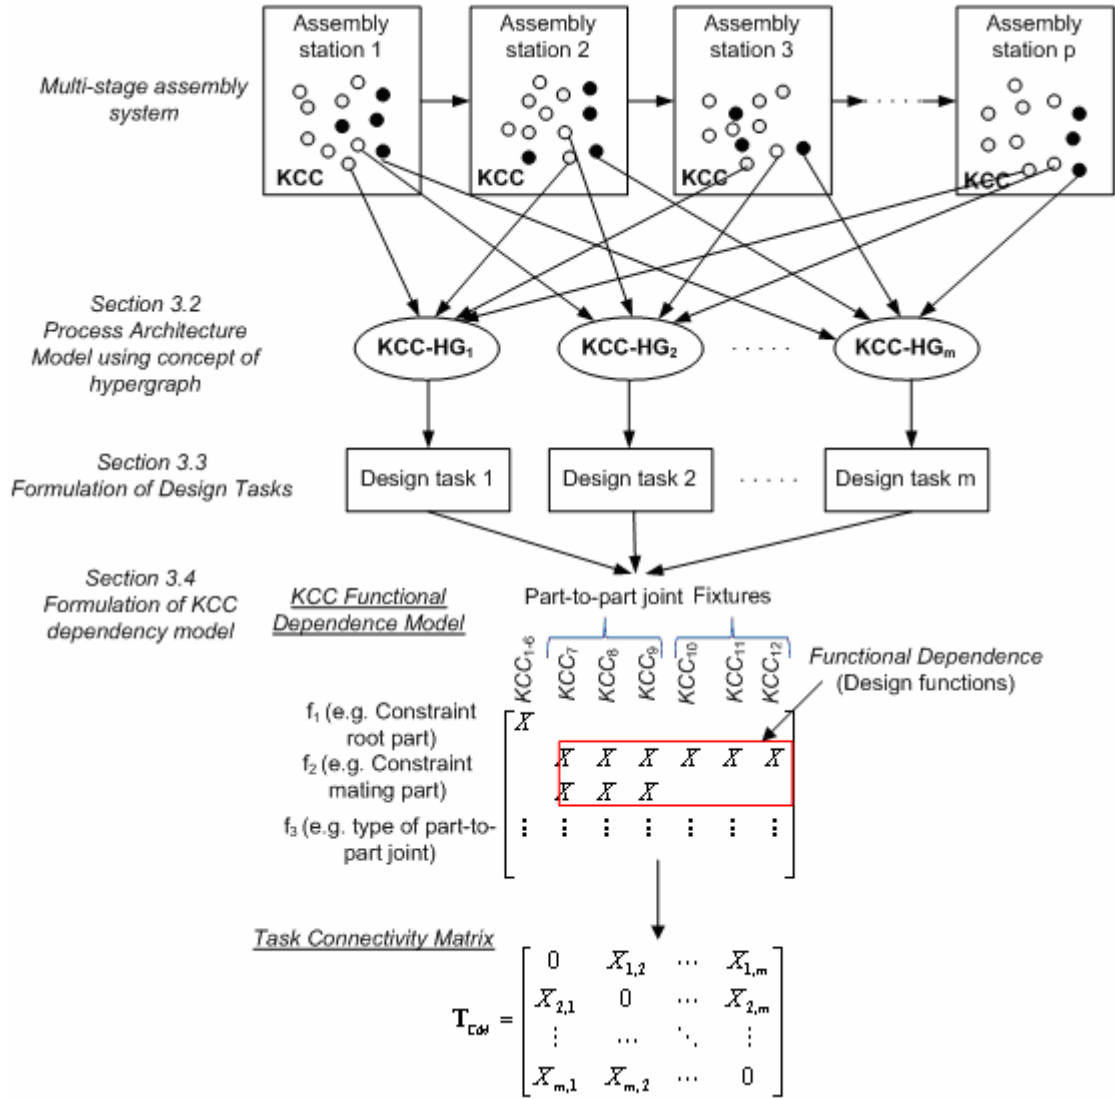 Assembly
station 1
Assembly
station 2
Assembly
station 3
Assembly
station p
Multi-stage assembly
system
KCC
KCC
KCC
KCC
Section 3.2
Process Architecture
Model using concept of
hypergraph
KCC-HG₁
KCC-HG₂
· · · · ·
KCC-HGₘ
Section 3.3
Formulation of Design Tasks
Design task 1
Design task 2
· · · · ·
Design task m
Section 3.4
Formulation of KCC
dependency model
KCC Functional
Dependence Model
Part-to-part joint Fixtures
KCC₁₋₆ KCC₇ KCC₈ KCC₉ KCC₁₀ KCC₁₁ KCC₁₂
Functional Dependence
(Design functions)
f₁ (e.g. Constraint
root part)
X
f₂ (e.g. Constraint
mating part)
X X X X X X
X X X
f₃ (e.g. type of part-to-
part joint)
⋮ ⋮ ⋮ ⋮ ⋮ ⋮ ⋮
Task Connectivity Matrix
0 X₁,₂ ⋯ X₁,ₘ
X₂,₁ 0 ⋯ X₂,ₘ
T =
⋮ ⋯ ⋱ ⋮
Xₘ,₁ Xₘ,₂ ⋯ 0